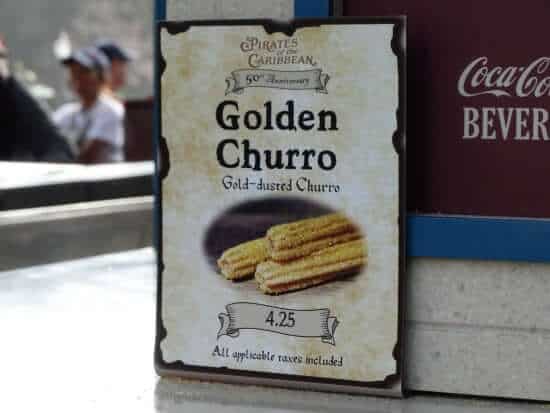 PIRATES
of the
CARIBBEAN
50th Anniversary
Golden
Churro
Gold-dusted Churro
4.25
All applicable taxes included
Coca-Co
BEVER